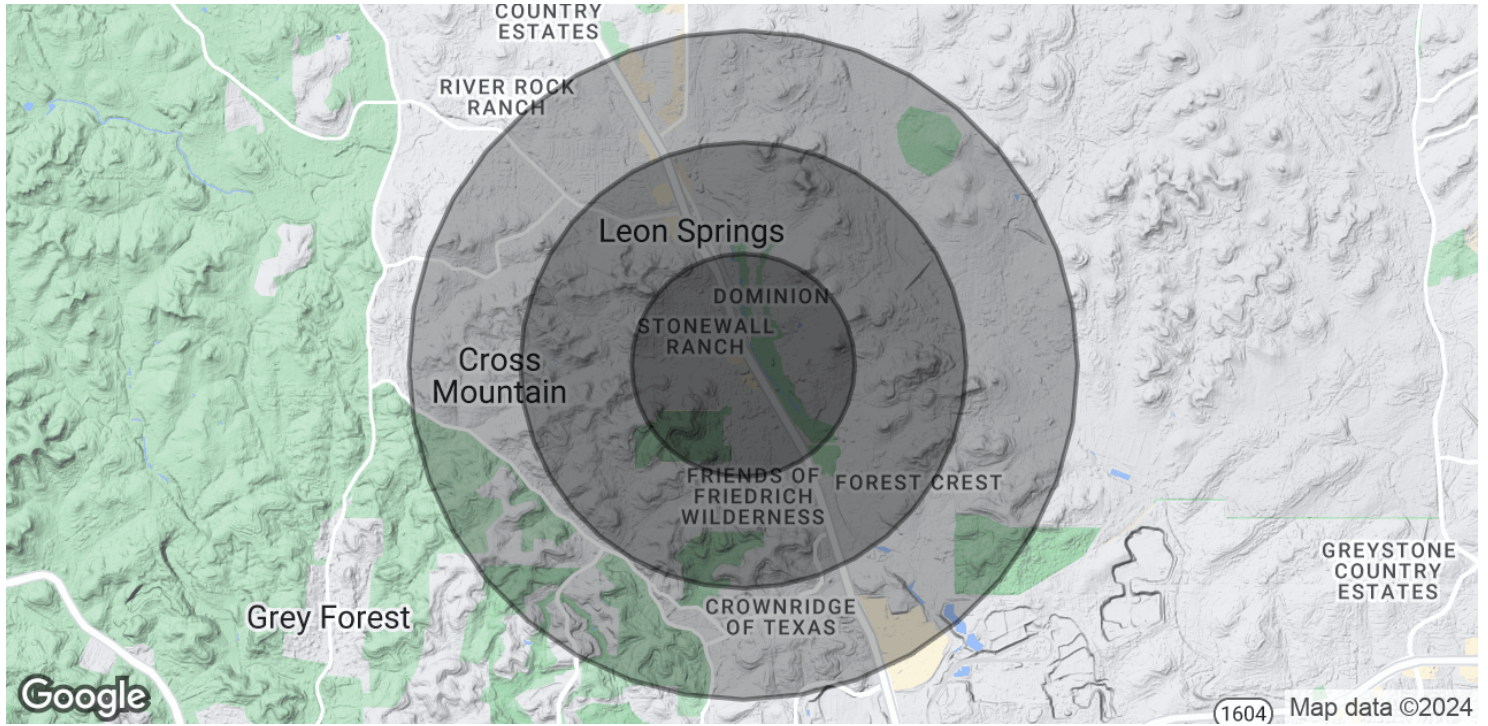 COUNTRY
ESTATES
RIVER ROCK
RANCH
Leon Springs
DOMINION
STONEWALL
RANCH
Cross
Mountain
FRIENDS OF
FRIEDRICH
WILDERNESS
FOREST CREST
GREYSTONE
COUNTRY
ESTATES
CROWNRIDGE
OF TEXAS
Grey Forest
Google
1604
Map data ©2024